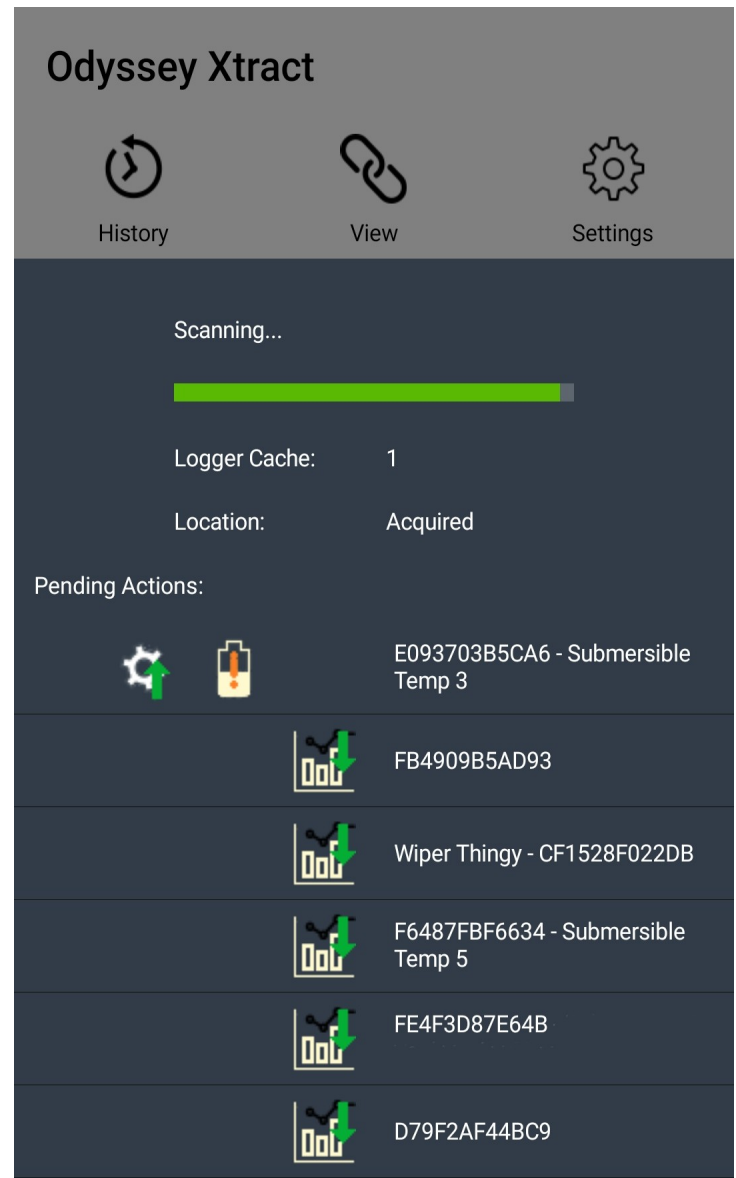 Odyssey Xtract
History
View
Settings
Scanning...
Logger Cache: 1
Location: Acquired
Pending Actions:
E093703B5CA6 - Submersible
Temp 3
FB4909B5AD93
Wiper Thingy - CF1528F022DB
F6487FBF6634 - Submersible
Temp 5
FE4F3D87E64B
D79F2AF44BC9